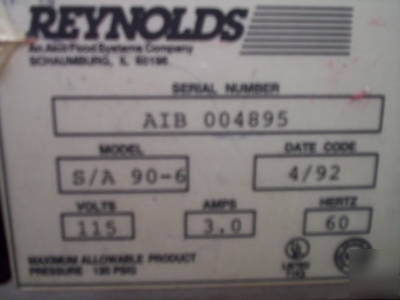 REYNOLDS
An Alco Food Systems Company
SCHAUMBURG, IL 60196
SERIAL NUMBER
AIB 004895
MODEL DATE CODE
S/A 90-6 4/92
VOLTS AMPS HERTZ
115 3.0 60
MAXIMUM ALLOWABLE PRODUCT
PRESSURE 130 PSIG